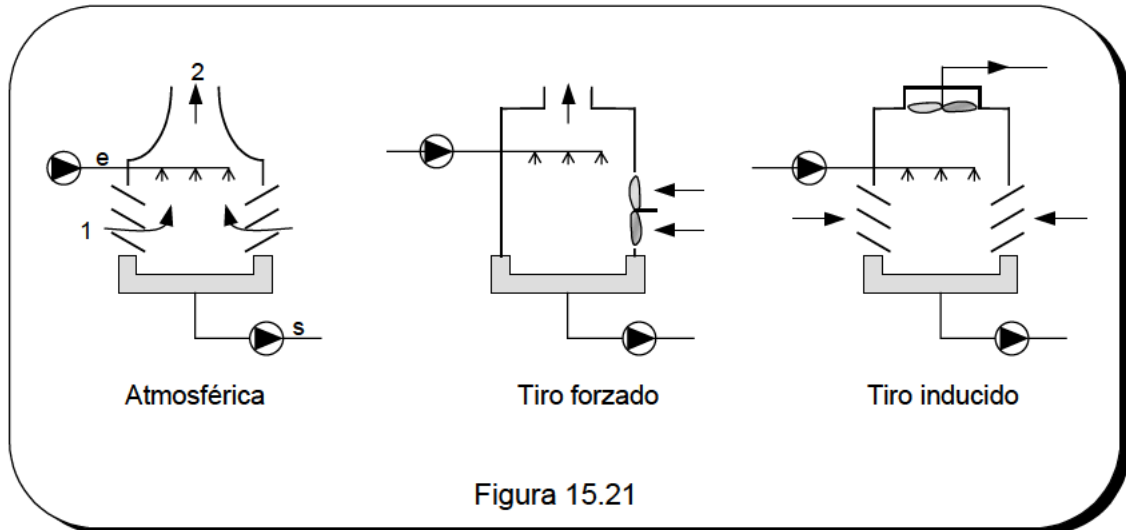 2
e
1
s
Atmosférica
Tiro forzado
Tiro inducido
Figura 15.21